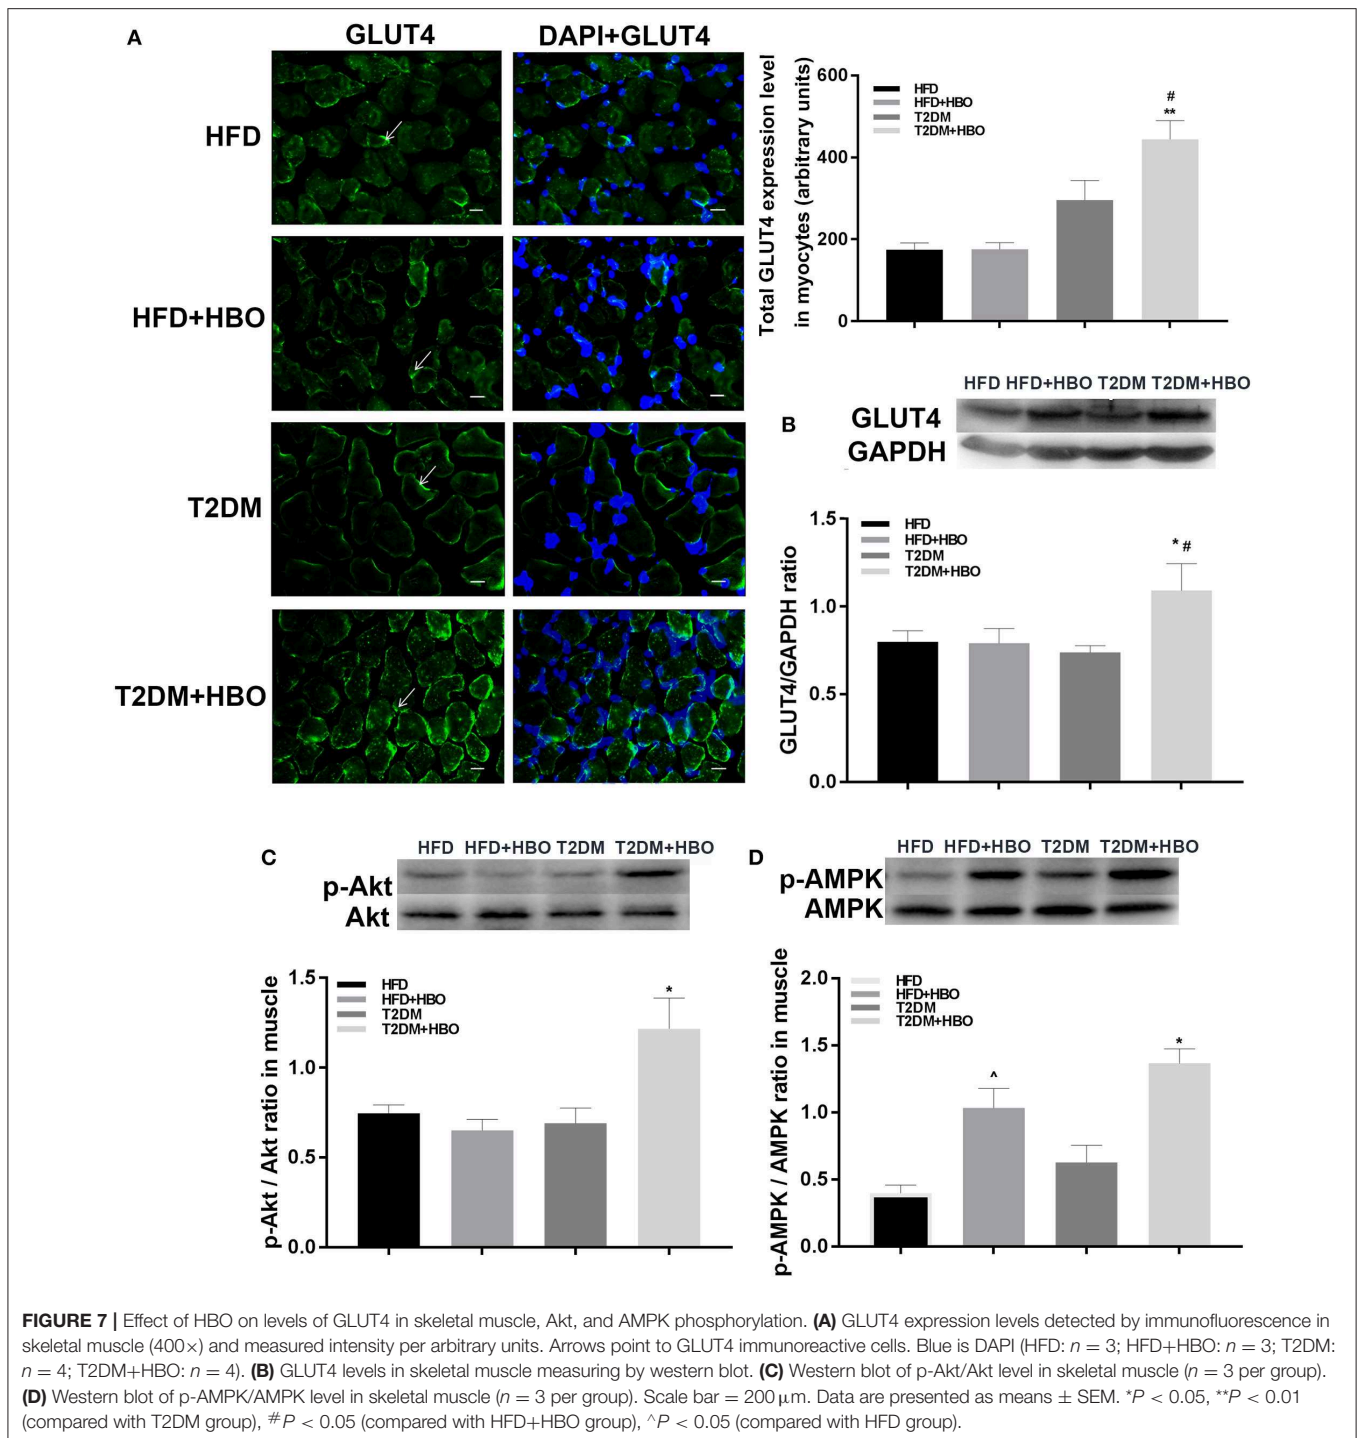 A
GLUT4
DAPI+GLUT4
HFD
HFD+HBO
T2DM
T2DM+HBO
Total GLUT4 expression level
in myocytes (arbitrary units)
600
400
200
0
HFD
HFD+HBO
T2DM
T2DM+HBO
#
**
B
HFD HFD+HBO T2DM T2DM+HBO
GLUT4
GAPDH
GLUT4/GAPDH ratio
1.5
1.0
0.5
0.0
HFD
HFD+HBO
T2DM
T2DM+HBO
* #
C
HFD HFD+HBO T2DM T2DM+HBO
p-Akt
Akt
p-Akt / Akt ratio in muscle
1.5
1.0
0.5
0.0
HFD
HFD+HBO
T2DM
T2DM+HBO
*
D
HFD HFD+HBO T2DM T2DM+HBO
p-AMPK
AMPK
p-AMPK / AMPK ratio in muscle
2.0
1.5
1.0
0.5
0.0
HFD
HFD+HBO
T2DM
T2DM+HBO
^
*
FIGURE 7 | Effect of HBO on levels of GLUT4 in skeletal muscle, Akt, and AMPK phosphorylation. (A) GLUT4 expression levels detected by immunofluorescence in
skeletal muscle (400×) and measured intensity per arbitrary units. Arrows point to GLUT4 immunoreactive cells. Blue is DAPI (HFD: n = 3; HFD+HBO: n = 3; T2DM:
n = 4; T2DM+HBO: n = 4). (B) GLUT4 levels in skeletal muscle measuring by western blot. (C) Western blot of p-Akt/Akt level in skeletal muscle (n = 3 per group).
(D) Western blot of p-AMPK/AMPK level in skeletal muscle (n = 3 per group). Scale bar = 200 μm. Data are presented as means ± SEM. *P < 0.05, **P < 0.01
(compared with T2DM group), #P < 0.05 (compared with HFD+HBO group), ^P < 0.05 (compared with HFD group).